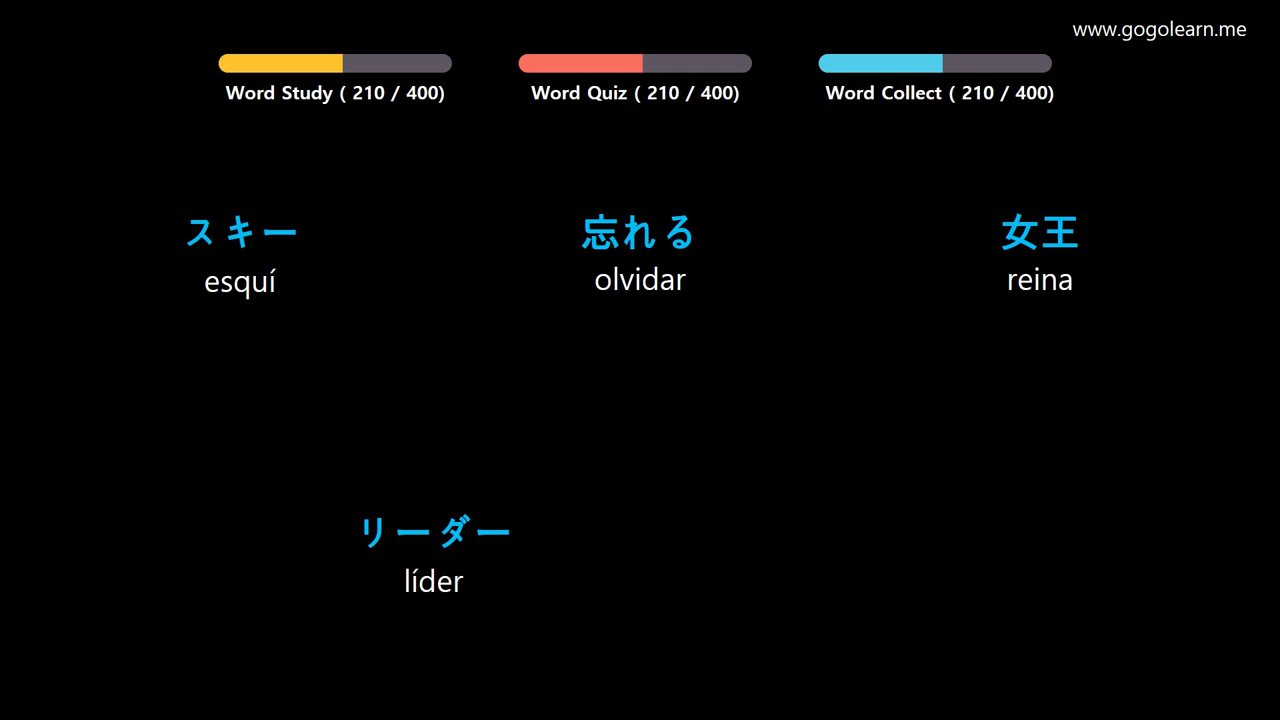 www.gogolearn.me
Word Study ( 210 / 400)
Word Quiz ( 210 / 400)
Word Collect ( 210 / 400)
スキー
esquí
忘れる
olvidar
女王
reina
リーダー
líder